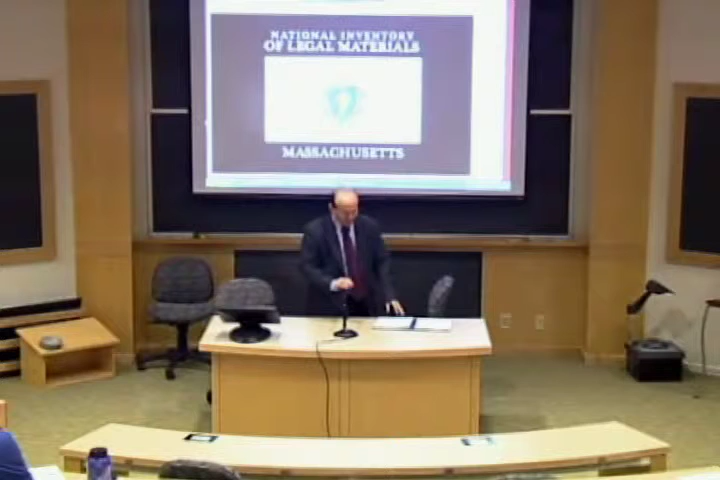 NATIONAL INVENTORY
OF LEGAL MATERIALS
MASSACHUSETTS